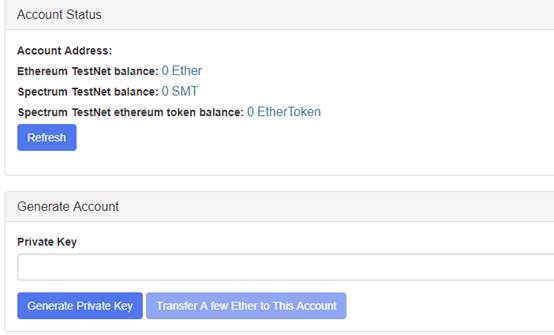 Account Status
Account Address:
Ethereum TestNet balance: 0 Ether
Spectrum TestNet balance: 0 SMT
Spectrum TestNet ethereum token balance: 0 EtherToken
Refresh
Generate Account
Private Key
Generate Private Key Transfer A few Ether to This Account